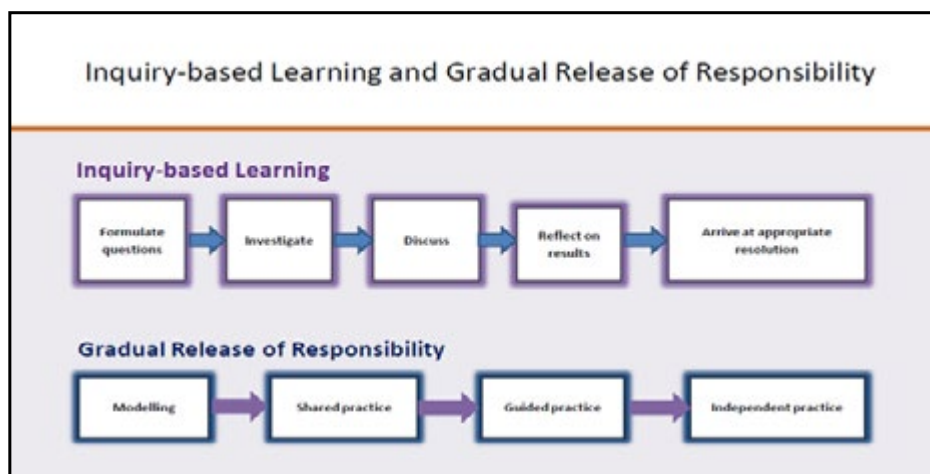 Inquiry-based Learning and Gradual Release of Responsibility
Inquiry-based Learning
Formulate
questions
Investigate
Discuss
Reflect on
results
Arrive at appropriate
resolution
Gradual Release of Responsibility
Modelling
Shared practice
Guided practice
Independent practice